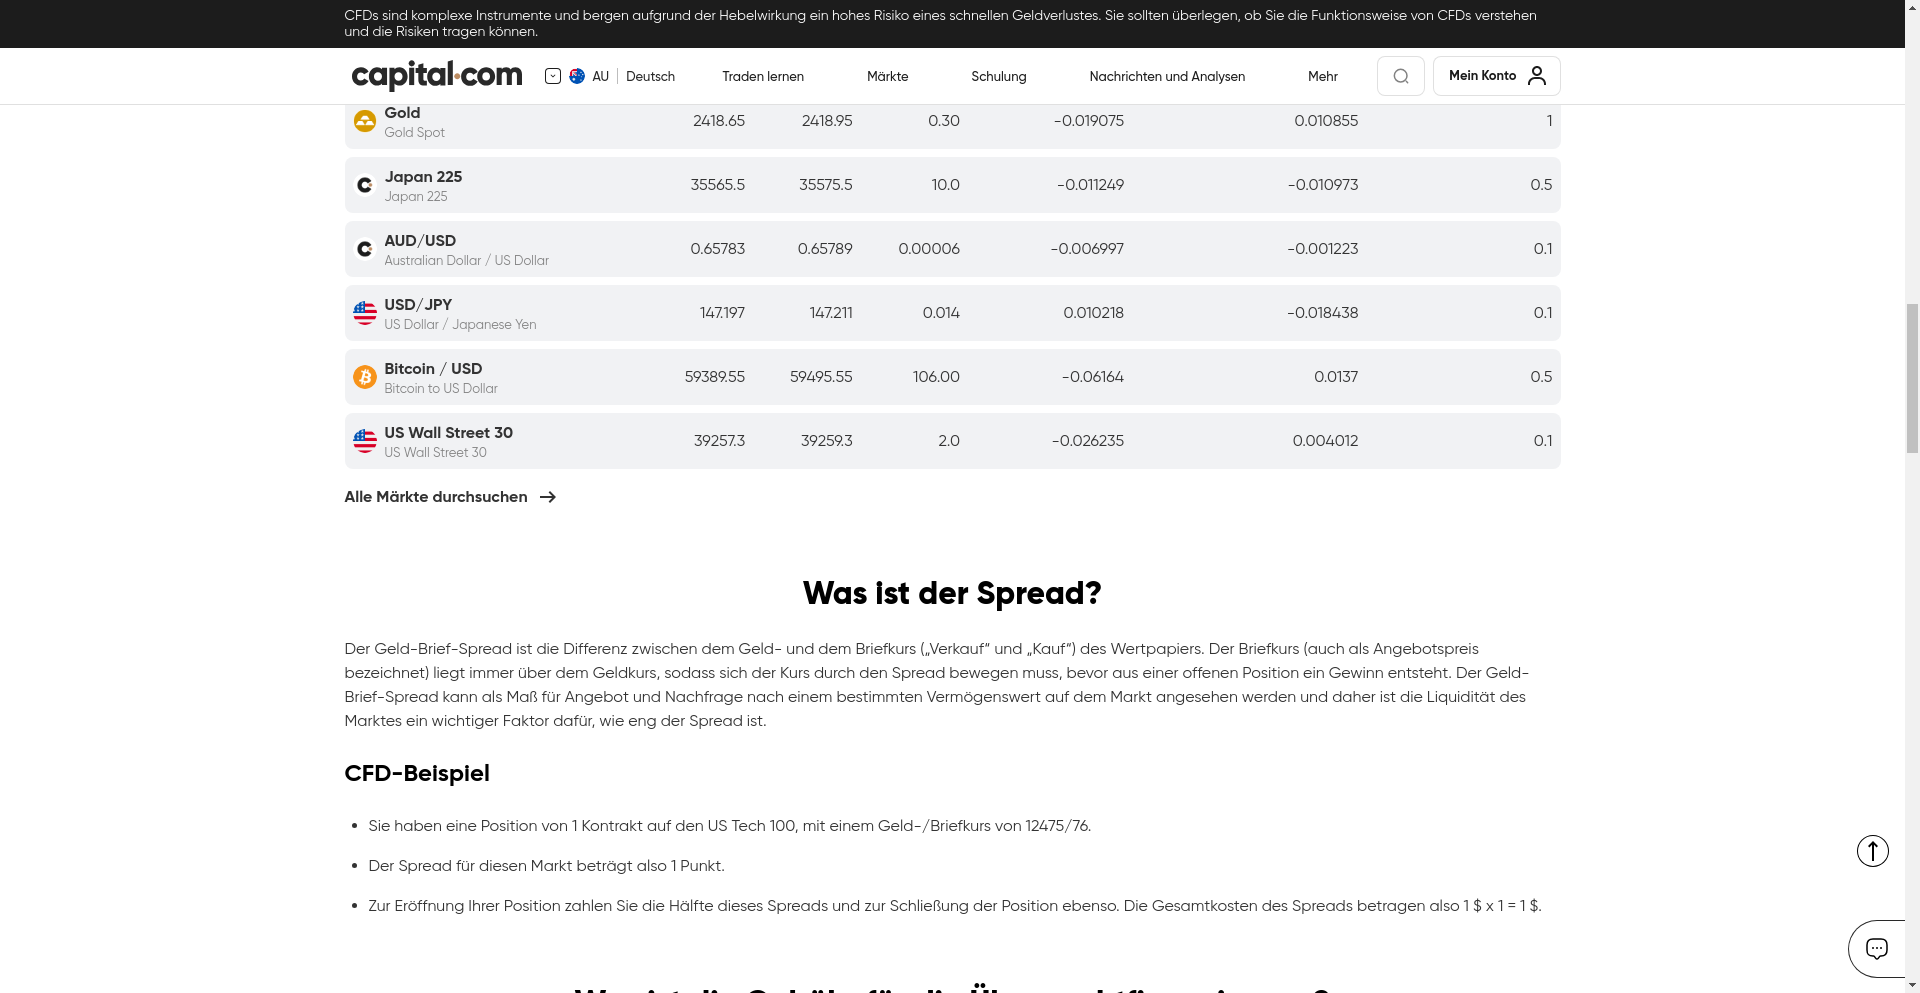 CFDs sind komplexe Instrumente und bergen aufgrund der Hebelwirkung ein hohes Risiko eines schnellen Geldverlustes. Sie sollten überlegen, ob Sie die Funktionsweise von CFDs verstehen
und die Risiken tragen können.
capital.com AU Deutsch Traden lernen Märkte Schulung Nachrichten und Analysen Mehr Mein Konto
Gold
Gold Spot
2418.65 2418.95 0.30 -0.019075 0.010855 1
Japan 225
Japan 225
35565.5 35575.5 10.0 -0.011249 -0.010973 0.5
AUD/USD
Australian Dollar / US Dollar
0.65783 0.65789 0.00006 -0.006997 -0.001223 0.1
USD/JPY
US Dollar / Japanese Yen
147.197 147.211 0.014 0.010218 -0.018438 0.1
Bitcoin / USD
Bitcoin to US Dollar
59389.55 59495.55 106.00 -0.06164 0.0137 0.5
US Wall Street 30
US Wall Street 30
39257.3 39259.3 2.0 -0.026235 0.004012 0.1
Alle Märkte durchsuchen
Was ist der Spread?
Der Geld-Brief-Spread ist die Differenz zwischen dem Geld- und dem Briefkurs („Verkauf“ und „Kauf“) des Wertpapiers. Der Briefkurs (auch als Angebotspreis
bezeichnet) liegt immer über dem Geldkurs, sodass sich der Kurs durch den Spread bewegen muss, bevor aus einer offenen Position ein Gewinn entsteht. Der Geld-
Brief-Spread kann als Maß für Angebot und Nachfrage nach einem bestimmten Vermögenswert auf dem Markt angesehen werden und daher ist die Liquidität des
Marktes ein wichtiger Faktor dafür, wie eng der Spread ist.
CFD-Beispiel
• Sie haben eine Position von 1 Kontrakt auf den US Tech 100, mit einem Geld-/Briefkurs von 12475/76.
• Der Spread für diesen Markt beträgt also 1 Punkt.
• Zur Eröffnung Ihrer Position zahlen Sie die Hälfte dieses Spreads und zur Schließung der Position ebenso. Die Gesamtkosten des Spreads betragen also 1 $ x 1 = 1 $.